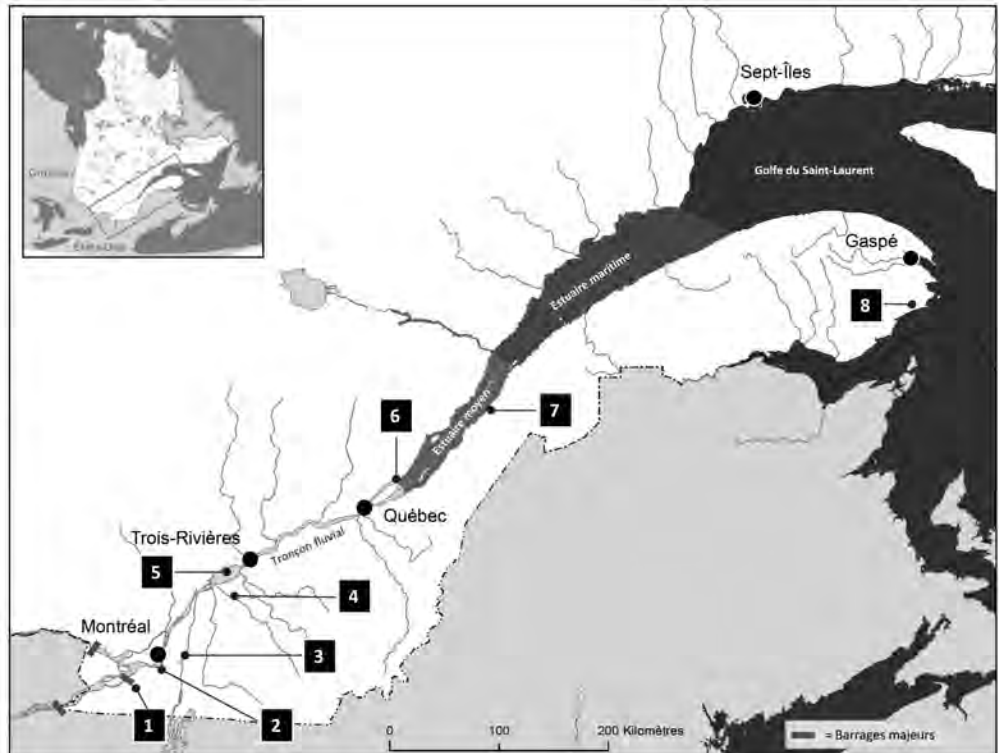 Sept-Îles
Golfe du Saint-Laurent
Gaspé
Estuaire maritime
8
6
7
Estuaire moyen
Québec
Trois-Rivières
Tronçon fluvial
5
4
Montréal
3
1
2
0 100 200 Kilomètres
= Barrages majeurs